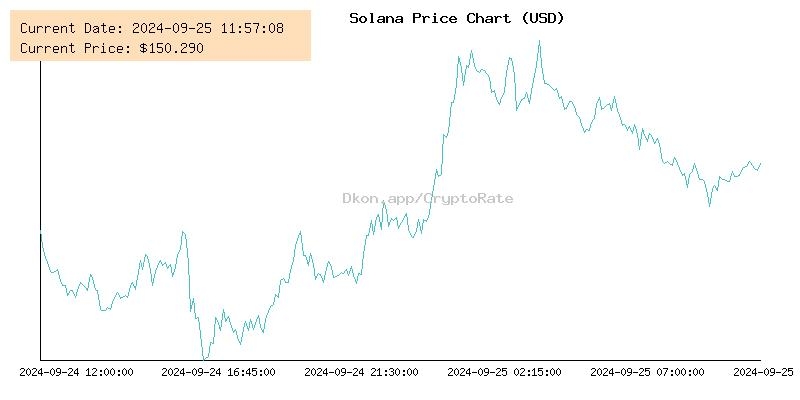 Solana Price Chart (USD)
Current Date: 2024-09-25 11:57:08
Current Price: $150.290
Dkon.app/CryptoRate
2024-09-24 12:00:00 2024-09-24 16:45:00 2024-09-24 21:30:00 2024-09-25 02:15:00 2024-09-25 07:00:00 2024-09-25